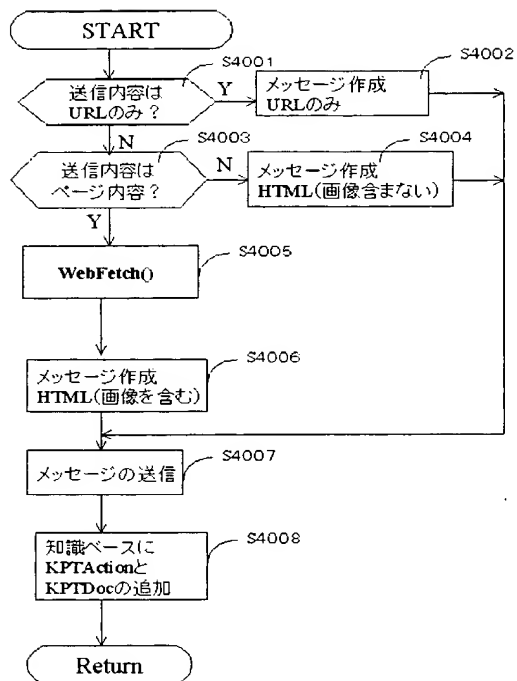 START
S4001
送信内容は
URLのみ?
Y
メッセージ作成
URLのみ
S4002
N
S4003
送信内容は
ページ内容?
N
メッセージ作成
HTML(画像含まない)
S4004
Y
WebFetch()
S4005
メッセージ作成
HTML(画像を含む)
S4006
メッセージの送信
S4007
知識ベースに
KPTActionと
KPTDocの追加
S4008
Return